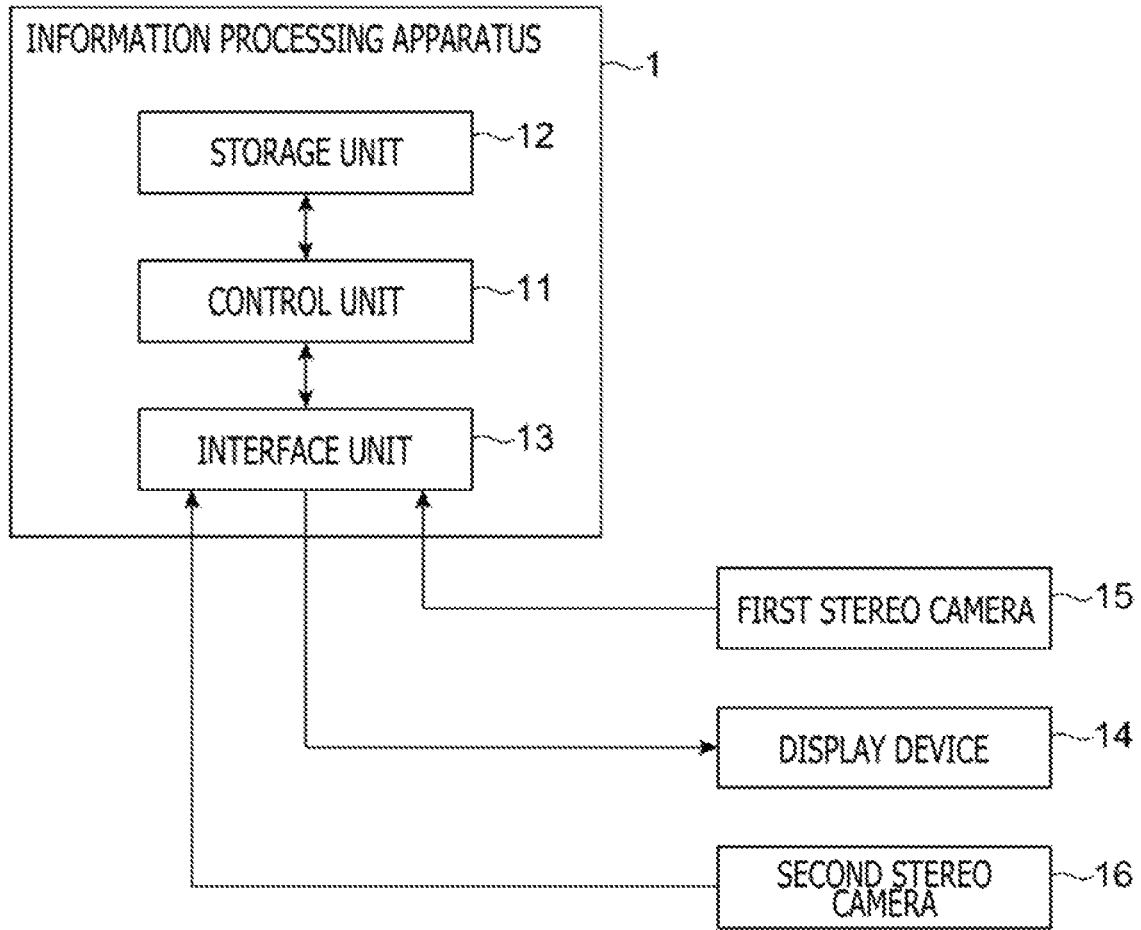 INFORMATION PROCESSING APPARATUS
1
STORAGE UNIT
12
CONTROL UNIT
11
INTERFACE UNIT
13
FIRST STEREO CAMERA
15
DISPLAY DEVICE
14
SECOND STEREO
CAMERA
16